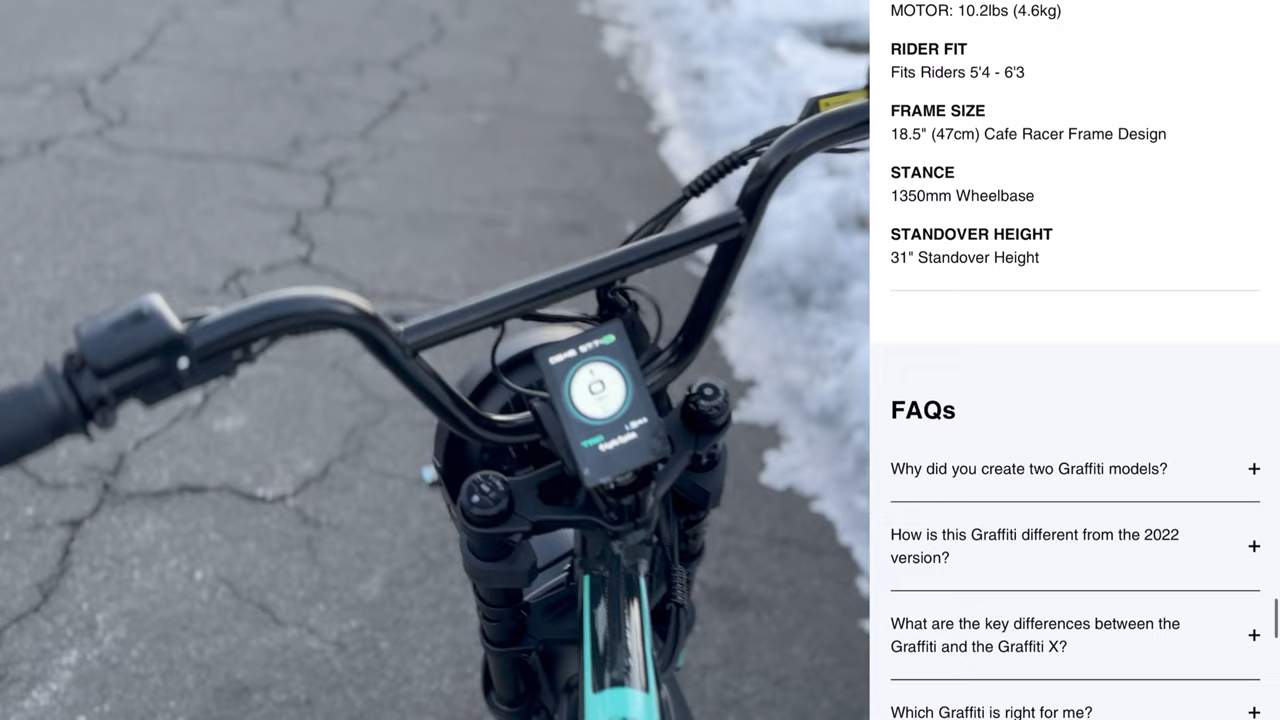 MOTOR: 10.2lbs (4.6kg)
RIDER FIT
Fits Riders 5'4 - 6'3
FRAME SIZE
18.5" (47cm) Cafe Racer Frame Design
STANCE
1350mm Wheelbase
STANDOVER HEIGHT
31" Standover Height
FAQs
Why did you create two Graffiti models?
How is this Graffiti different from the 2022
version?
What are the key differences between the
Graffiti and the Graffiti X?
Which Graffiti is right for me?